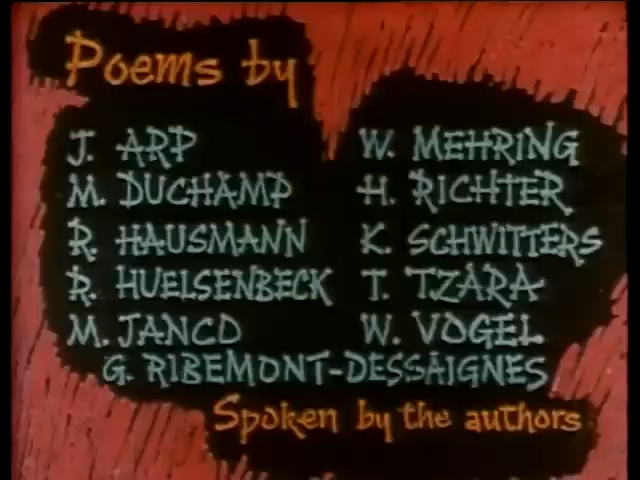 Poems by
J. ARP
M. DUCHAMP
R. HAUSMANN
R. HUELSENBECK
M. JANCO
W. MEHRING
H. RICHTER
K. SCHWITTERS
T. TZARA
W. VOGEL
G. RIBEMONT-DESSAIGNES
Spoken by the authors